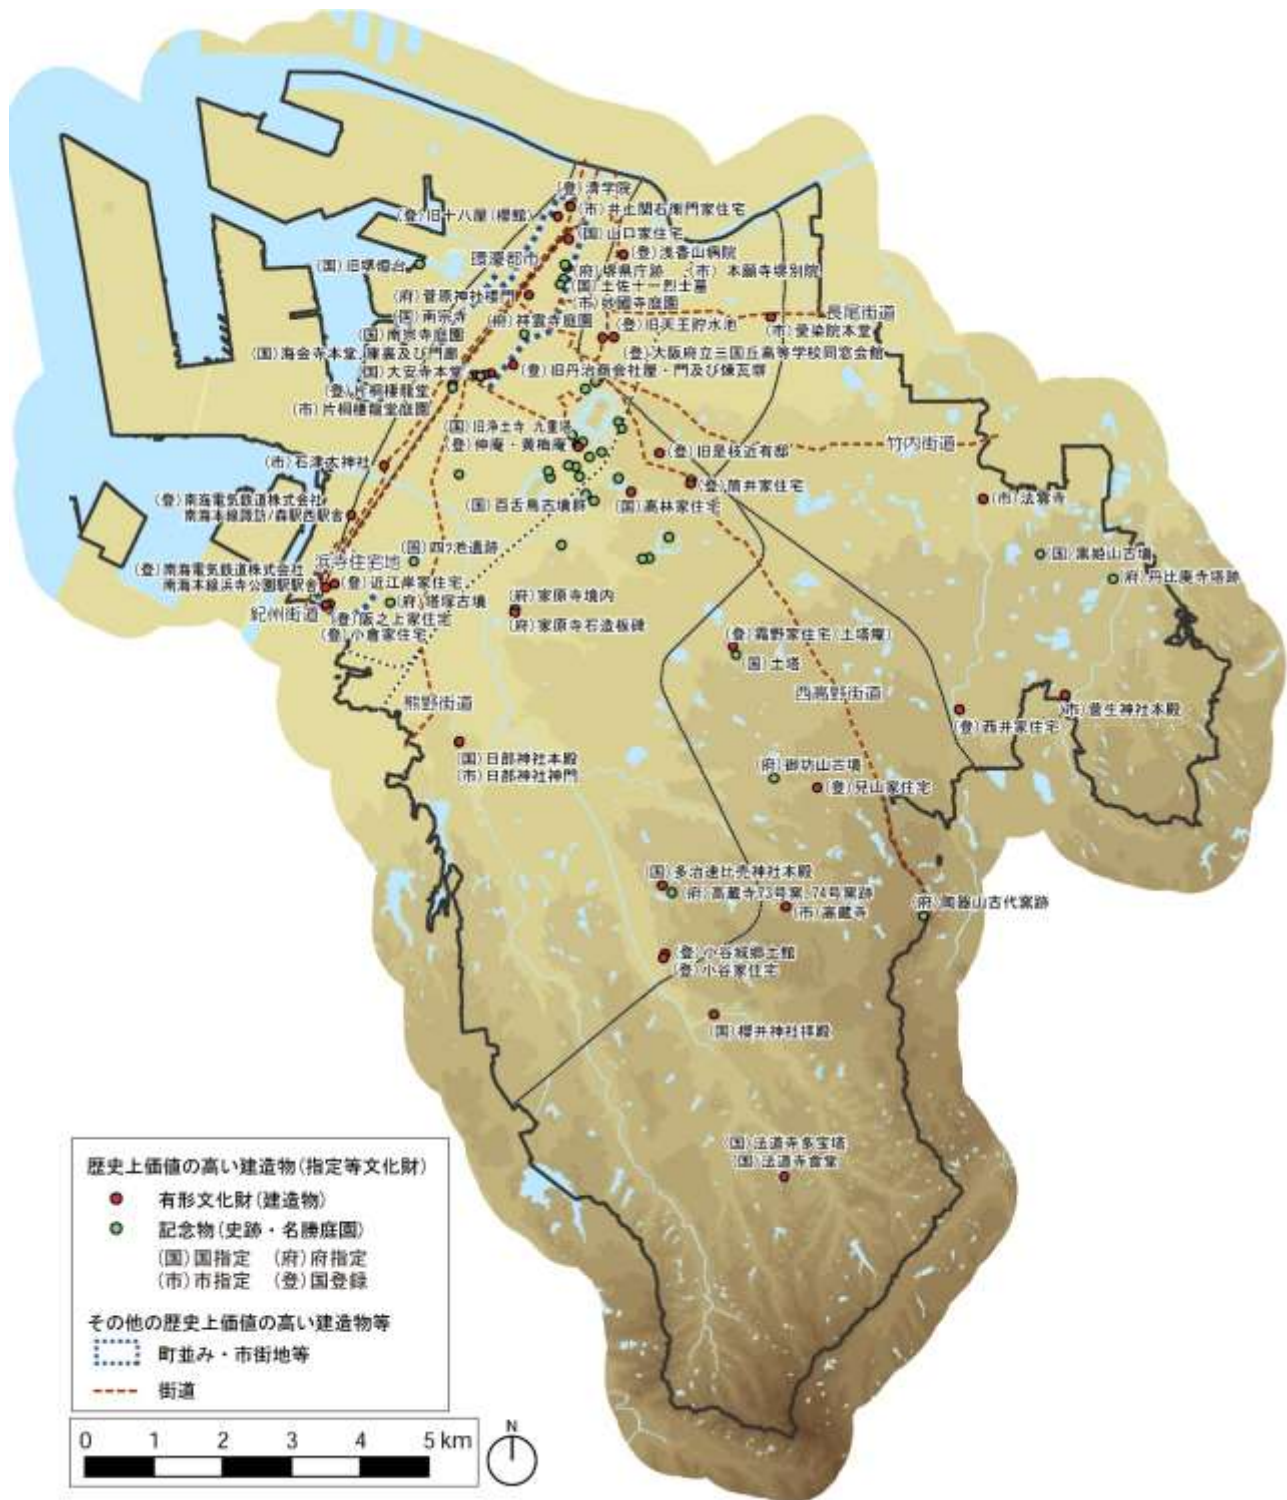 (登)清学院
(市)井上関右衛門家住宅
(登)旧十八屋(櫻館)
(国)山口家住宅
(登)浅香山病院
環濠都市
(国)旧堺燈台
(府)堺県庁跡
(市)本願寺堺別院
(国)土佐十一烈士墓
(府)菅原神社楼門
(市)妙國寺庭園
長尾街道
(国)南宗寺
(府)祥雲寺庭園
(登)旧天王貯水池
(市)愛染院本堂
(国)南宗寺庭園
(国)海会寺本堂、庫裏及び門廊
(登)大阪府立三国丘高等学校同窓会館
(国)大安寺本堂
(登)旧丹治商会社屋・門及び煉瓦塀
(登)片桐棲龍堂
(市)片桐棲龍堂庭園
(国)旧浄土寺 九重塔
(登)伸庵・黄梅庵
(登)旧是枝近有邸
竹内街道
(市)石津太神社
(登)筒井家住宅
(登)南海電気鉄道株式会社
南海本線諏訪ノ森駅西駅舎
(国)百舌鳥古墳群
(国)高林家住宅
(市)法雲寺
(国)四ツ池遺跡
浜寺住宅地
(国)黒姫山古墳
(登)南海電気鉄道株式会社
南海本線浜寺公園駅駅舎
(登)近江岸家住宅
(府)丹比廃寺塔跡
(府)塔塚古墳
(府)家原寺境内
紀州街道
(登)阪之上家住宅
(府)家原寺石造板碑
(登)小倉家住宅
(登)霜野家住宅(土塔庵)
(国)土塔
熊野街道
西高野街道
(市)菅生神社本殿
(登)西井家住宅
(国)日部神社本殿
(市)日部神社神門
(府)御坊山古墳
(登)兒山家住宅
(国)多治速比売神社本殿
(府)高蔵寺73号窯、74号窯跡
(市)高蔵寺
(府)陶器山古代窯跡
(登)小谷城郷土館
(登)小谷家住宅
(国)櫻井神社拝殿
(国)法道寺多宝塔
(国)法道寺食堂
歴史上価値の高い建造物(指定等文化財)
有形文化財(建造物)
記念物(史跡・名勝庭園)
(国)国指定 (府)府指定
(市)市指定 (登)国登録
その他の歴史上価値の高い建造物等
町並み・市街地等
街道
0 1 2 3 4 5 km
N